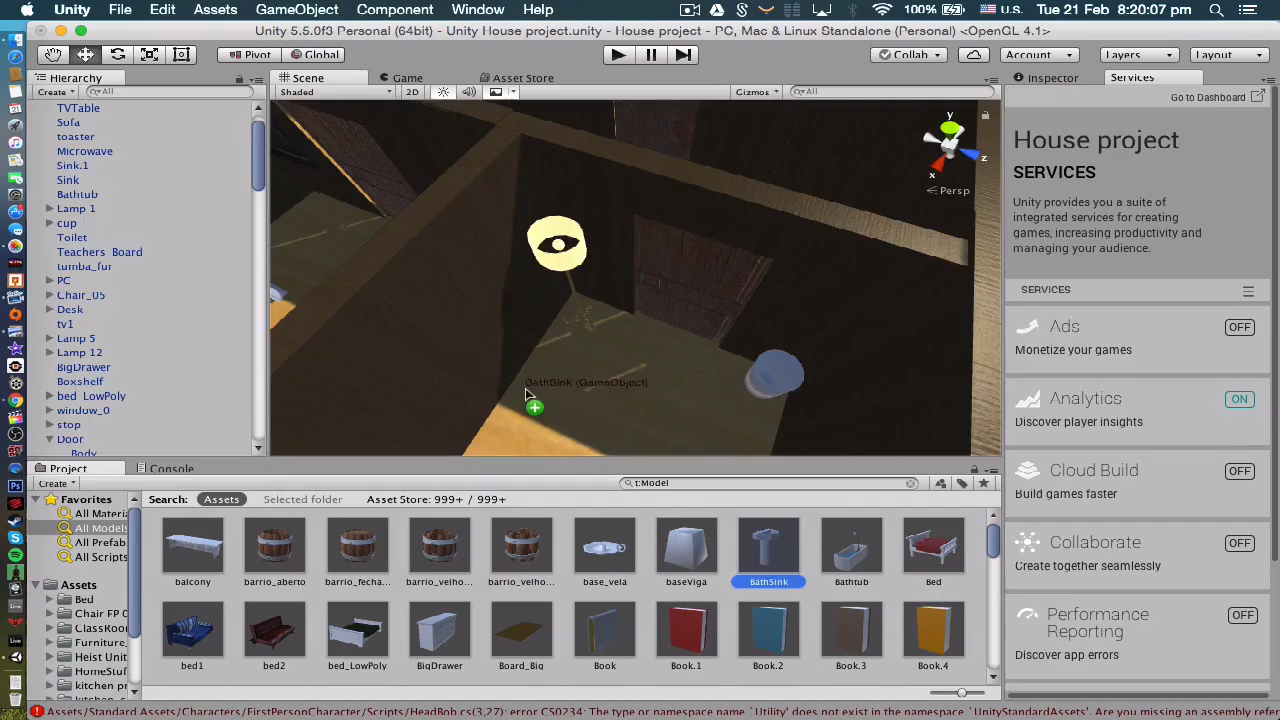 Unity File Edit Assets GameObject Component Window Help 100% U.S. Tue 21 Feb 8:20:07 pm
Unity 5.5.0f3 Personal (64bit) - Unity House project.unity - House project - PC, Mac & Linux Standalone (Personal) <OpenGL 4.1>
Pivot Global Collab Account Layers Layout
Hierarchy Scene Game Asset Store Inspector Services
Create All Shaded 2D Gizmos All Go to Dashboard
TVTable
Sofa
toaster
Microwave
Sink.1
Sink
Bathtub
Lamp 1
cup
Toilet
Teachers_Board
tumba_fur
PC
Chair_05
Desk
tv1
Lamp 5
Lamp 12
BigDrawer
Boxshelf
bed_LowPoly
window_0
stop
Door
Body
y
z
x
Persp
BathSink (GameObject)
House project
SERVICES
Unity provides you a suite of
integrated services for creating
games, increasing productivity and
managing your audience.
SERVICES
Ads OFF
Monetize your games
Analytics ON
Discover player insights
Cloud Build OFF
Build games faster
Collaborate OFF
Create together seamlessly
Performance
Reporting OFF
Discover app errors
Project Console
Create t:Model
Favorites Search: Assets Selected folder Asset Store: 999+ / 999+
All Materi
All Models
All Prefab
All Scripts
Assets
Bed
Chair FP 0
ClassRoor
Furniture_
Heist Unit
HomeStuf
kitchen pr
kitchen_c
balcony barrio_aberto barrio_fecha... barrio_velho... barrio_velho... base_vela baseViga BathSink Bathtub Bed
bed1 bed2 bed_LowPoly BigDrawer Board_Big Book Book.1 Book.2 Book.3 Book.4
Assets/Standard Assets/Characters/FirstPersonCharacter/Scripts/HeadBob.cs(3,27): error CS0234: The type or namespace name `Utility' does not exist in the namespace `UnityStandardAssets'. Are you missing an assembly refer